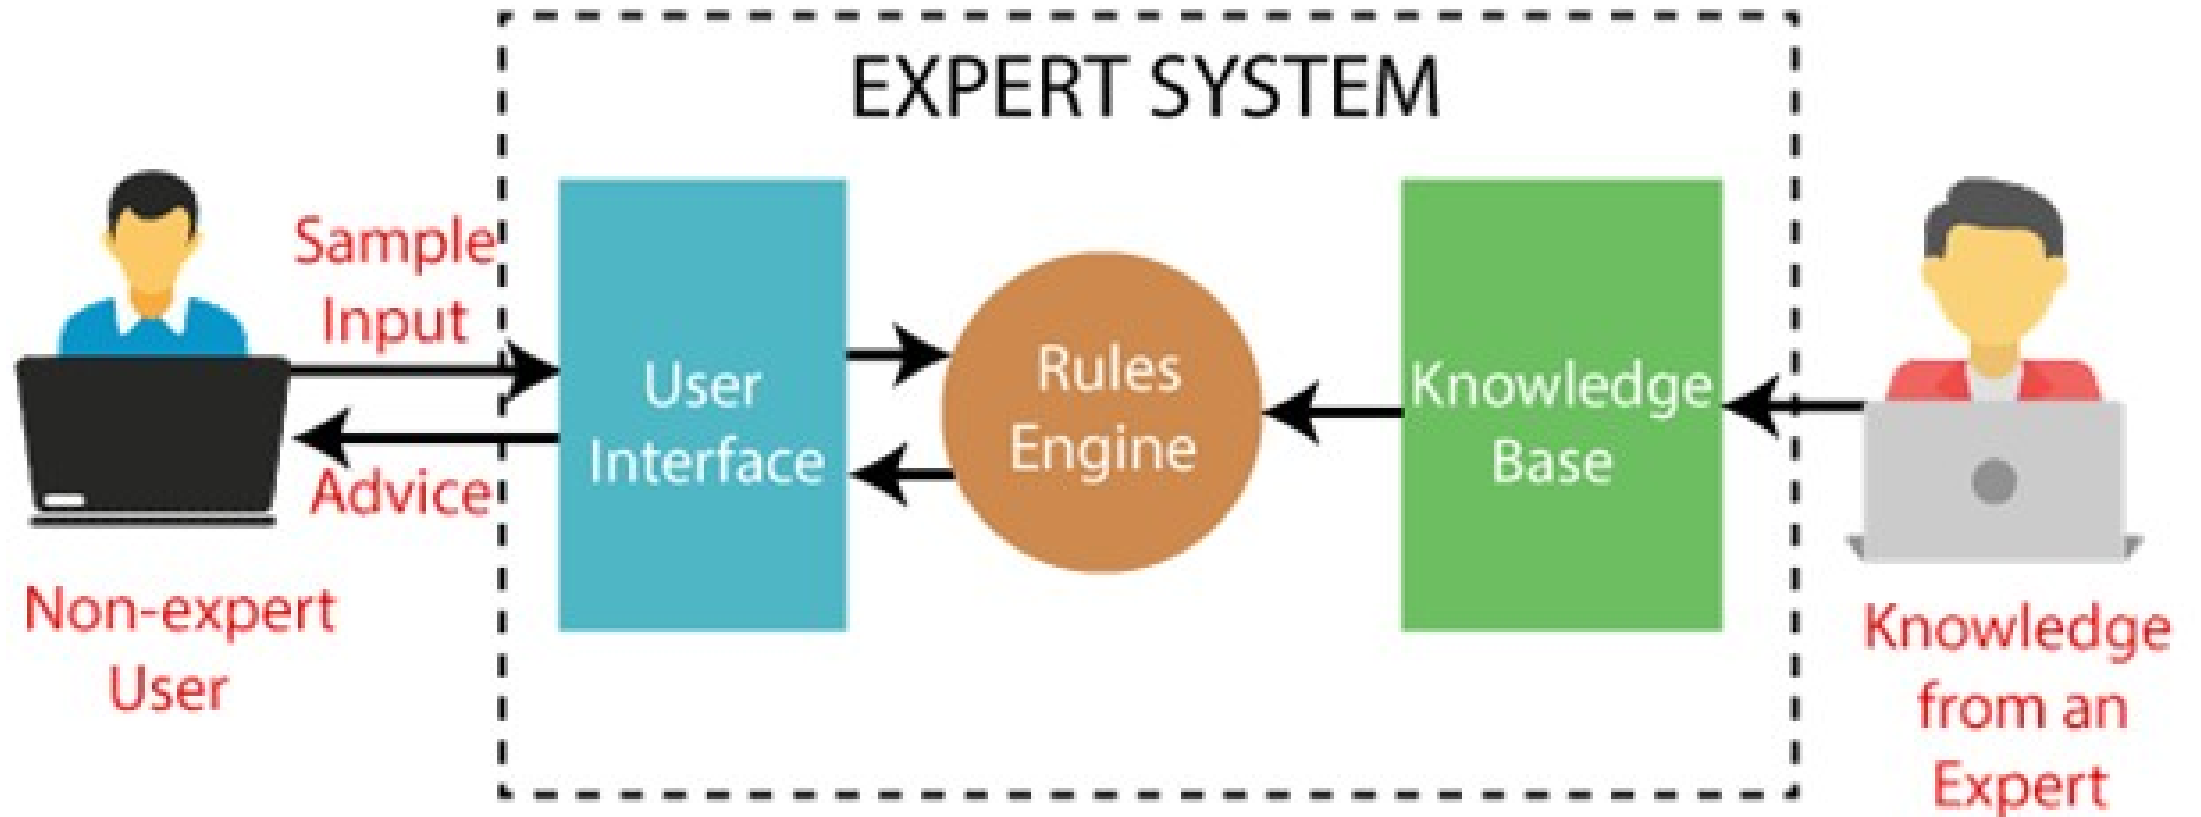 EXPERT SYSTEM
Sample
Input
Advice
Non-expert
User
User
Interface
Rules
Engine
Knowledge
Base
Knowledge
from an
Expert